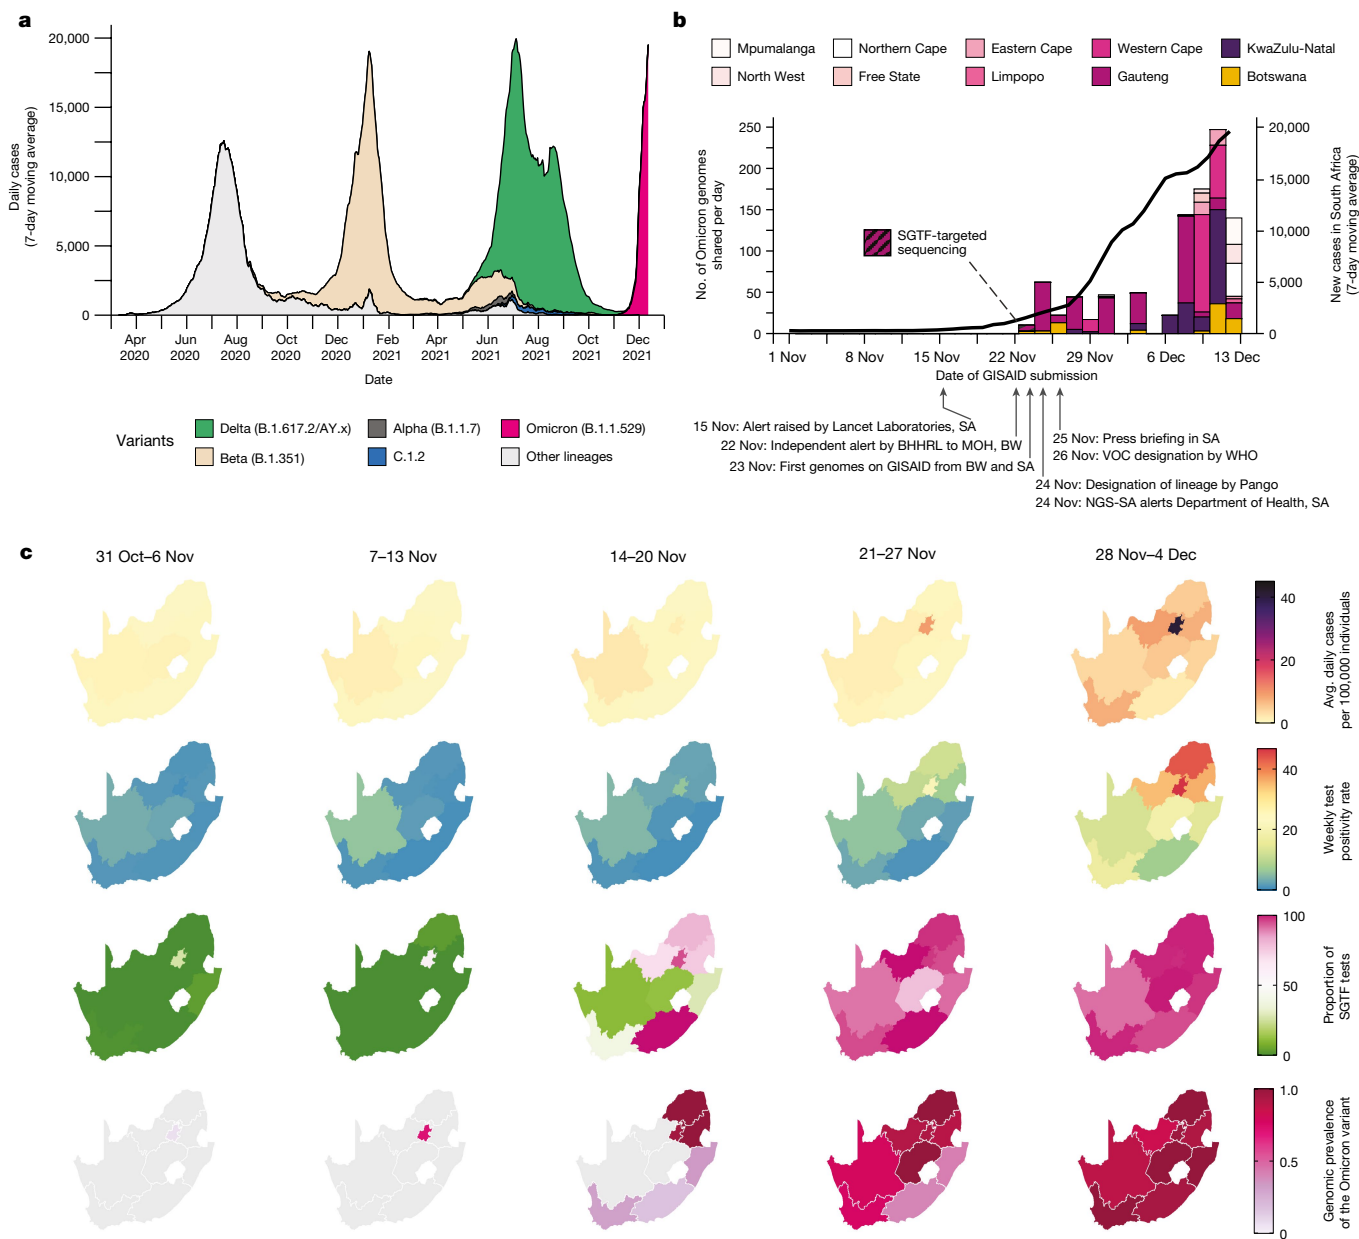 a
Daily cases
(7-day moving average)
20,000
15,000
10,000
5,000
0
Apr 2020
Jun 2020
Aug 2020
Oct 2020
Dec 2020
Feb 2021
Apr 2021
Jun 2021
Aug 2021
Oct 2021
Dec 2021
Date
Variants
Delta (B.1.617.2/AY.x)
Alpha (B.1.1.7)
Omicron (B.1.1.529)
Beta (B.1.351)
C.1.2
Other lineages
b
Mpumalanga
Northern Cape
Eastern Cape
Western Cape
KwaZulu-Natal
North West
Free State
Limpopo
Gauteng
Botswana
No. of Omicron genomes
shared per day
250
200
150
100
50
0
SGTF-targeted
sequencing
New cases in South Africa
(7-day moving average)
20,000
15,000
10,000
5,000
0
1 Nov
8 Nov
15 Nov
22 Nov
29 Nov
6 Dec
13 Dec
Date of GISAID submission
15 Nov: Alert raised by Lancet Laboratories, SA
22 Nov: Independent alert by BHHRL to MOH, BW
23 Nov: First genomes on GISAID from BW and SA
25 Nov: Press briefing in SA
26 Nov: VOC designation by WHO
24 Nov: Designation of lineage by Pango
24 Nov: NGS-SA alerts Department of Health, SA
c
31 Oct–6 Nov
7–13 Nov
14–20 Nov
21–27 Nov
28 Nov–4 Dec
40
20
0
Avg. daily cases
per 100,000 individuals
40
20
0
Weekly test
positivity rate
100
50
0
Proportion of
SGTF tests
1.0
0.5
0
Genomic prevalence
of the Omicron variant